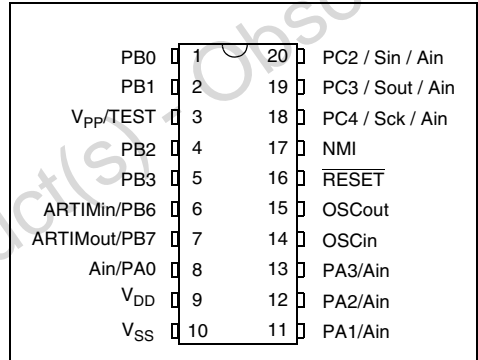 PB0 1 20 PC2 / Sin / Ain
PB1 2 19 PC3 / Sout / Ain
VPP/TEST 3 18 PC4 / Sck / Ain
PB2 4 17 NMI
PB3 5 16 RESET
ARTIMin/PB6 6 15 OSCout
ARTIMout/PB7 7 14 OSCin
Ain/PA0 8 13 PA3/Ain
VDD 9 12 PA2/Ain
VSS 10 11 PA1/Ain